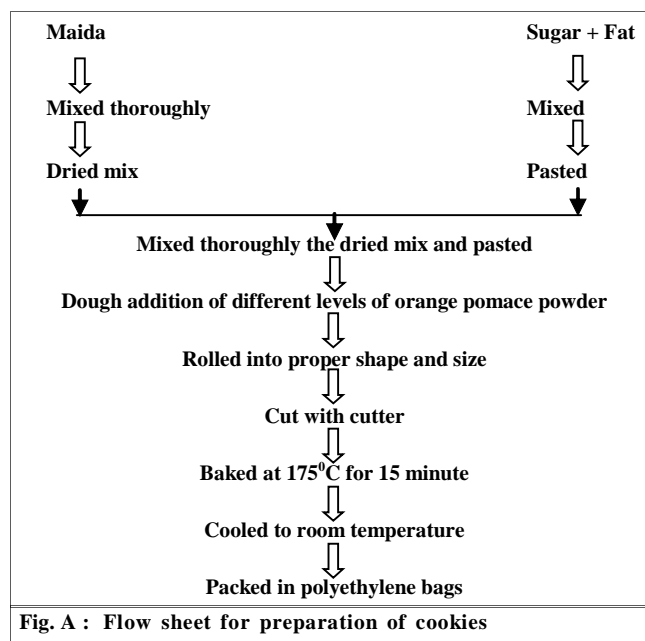 Maida
Sugar + Fat
Mixed thoroughly
Mixed
Dried mix
Pasted
Mixed thoroughly the dried mix and pasted
Dough addition of different levels of orange pomace powder
Rolled into proper shape and size
Cut with cutter
Baked at 175⁰C for 15 minute
Cooled to room temperature
Packed in polyethylene bags
Fig. A : Flow sheet for preparation of cookies